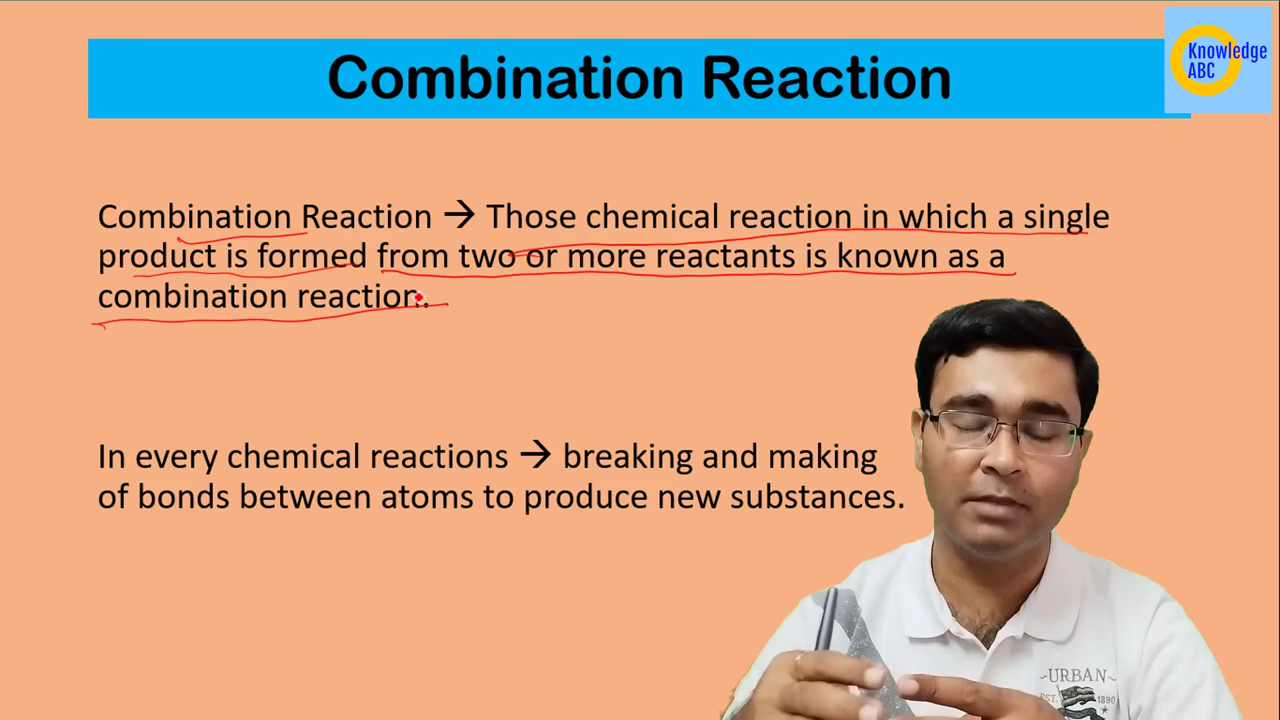 Combination Reaction
Knowledge
ABC
Combination Reaction → Those chemical reaction in which a single
product is formed from two or more reactants is known as a
combination reaction.
In every chemical reactions → breaking and making
of bonds between atoms to produce new substances.
URBAN
EST. 1890